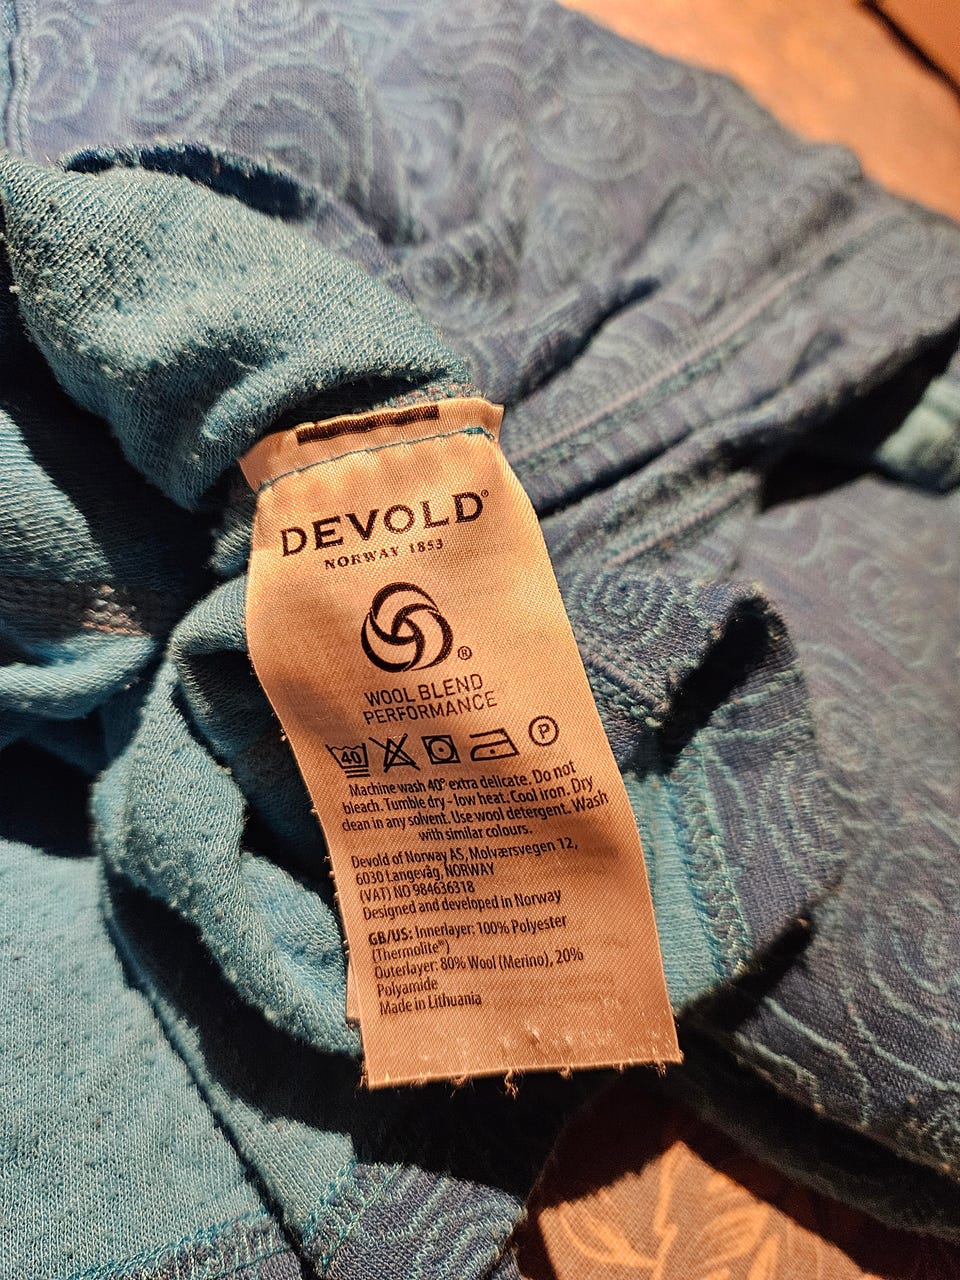 DEVOLD®
NORWAY 1853
®
WOOL BLEND
PERFORMANCE
40 P
Machine wash 40° extra delicate. Do not
bleach. Tumble dry - low heat. Cool iron. Dry
clean in any solvent. Use wool detergent. Wash
with similar colours.
Devold of Norway AS, Molværsvegen 12,
6030 Langevåg, NORWAY
(VAT) NO 984636318
Designed and developed in Norway
GB/US: Innerlayer: 100% Polyester
(Thermolite®)
Outerlayer: 80% Wool (Merino), 20%
Polyamide
Made in Lithuania